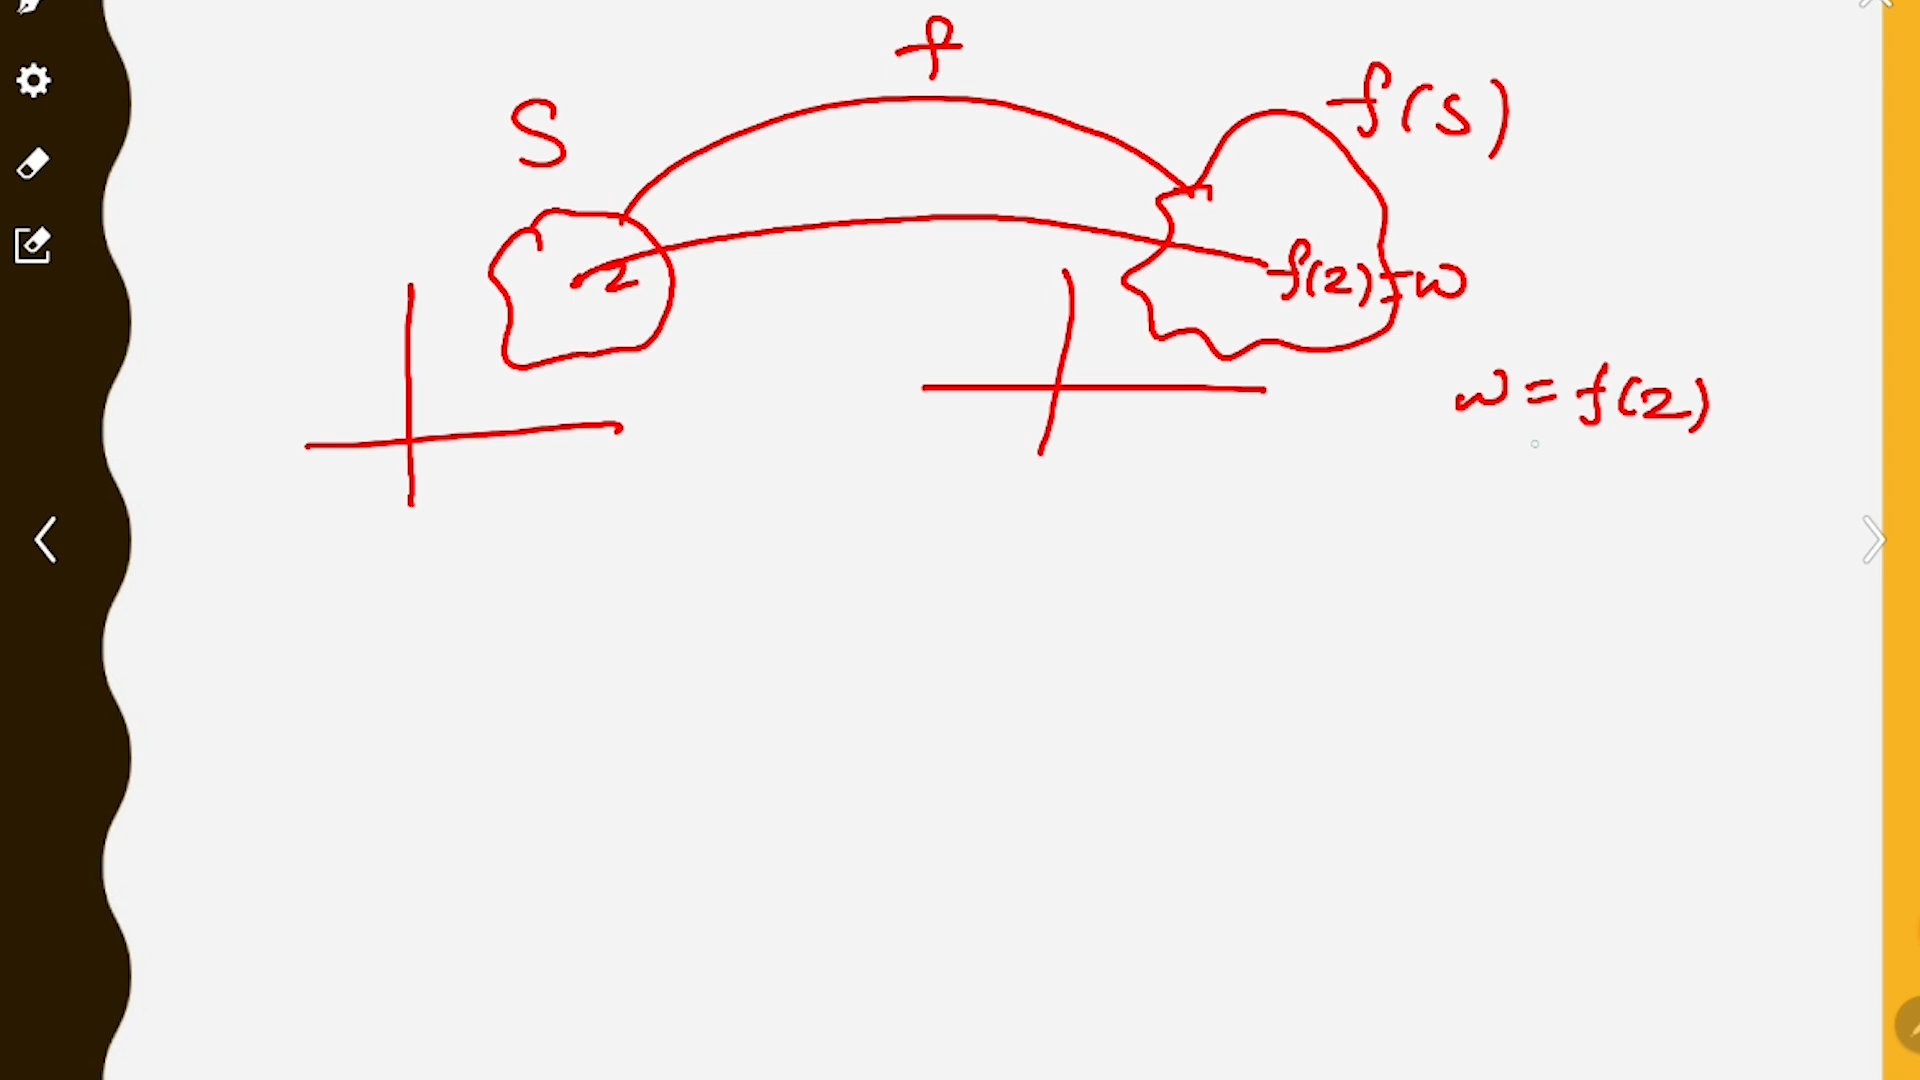 f
S
f(S)
z
f(z)=w
w = f(z)